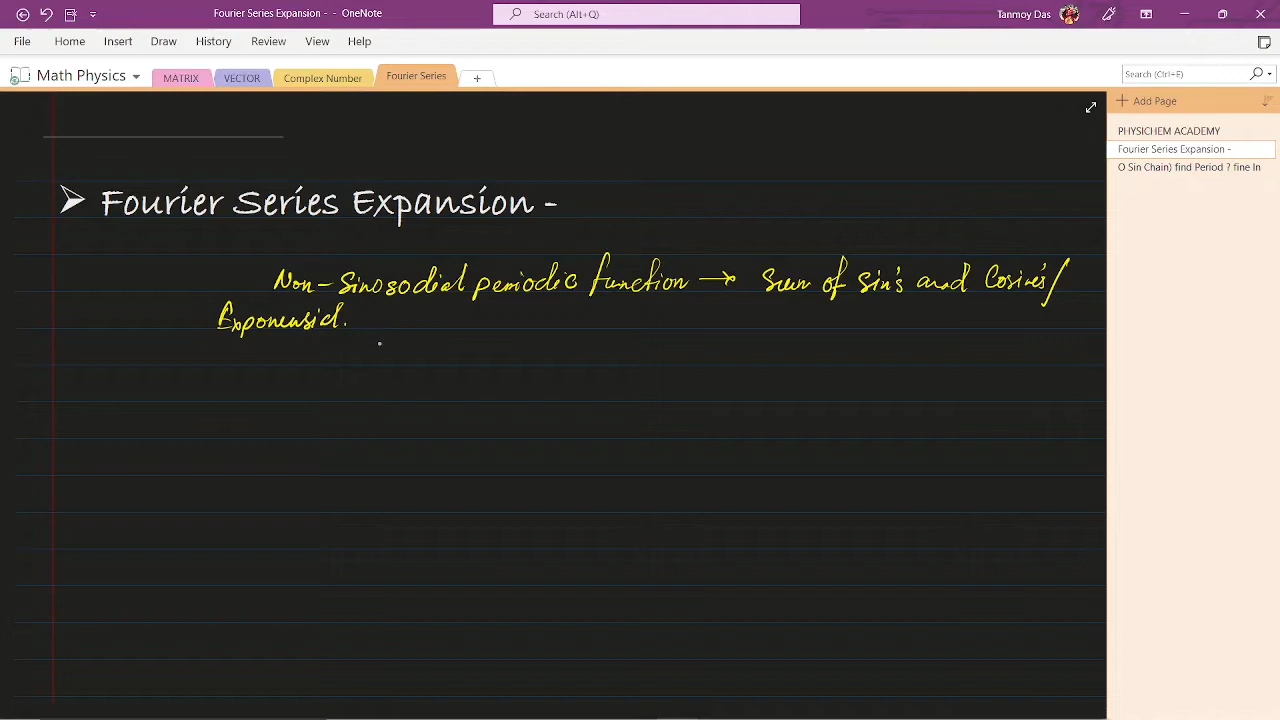 Fourier Series Expansion - - OneNote
Search (Alt+Q)
Tanmoy Das
File Home Insert Draw History Review View Help
Math Physics
MATRIX VECTOR Complex Number Fourier Series +
Search (Ctrl+E)
Add Page
PHYSICHEM ACADEMY
Fourier Series Expansion -
O Sin Chain) find Period ? fine In
➢ Fourier Series Expansion -
Non-Sinosodial periodic function → Sum of Sin's and Cosines'/
Exponensial.